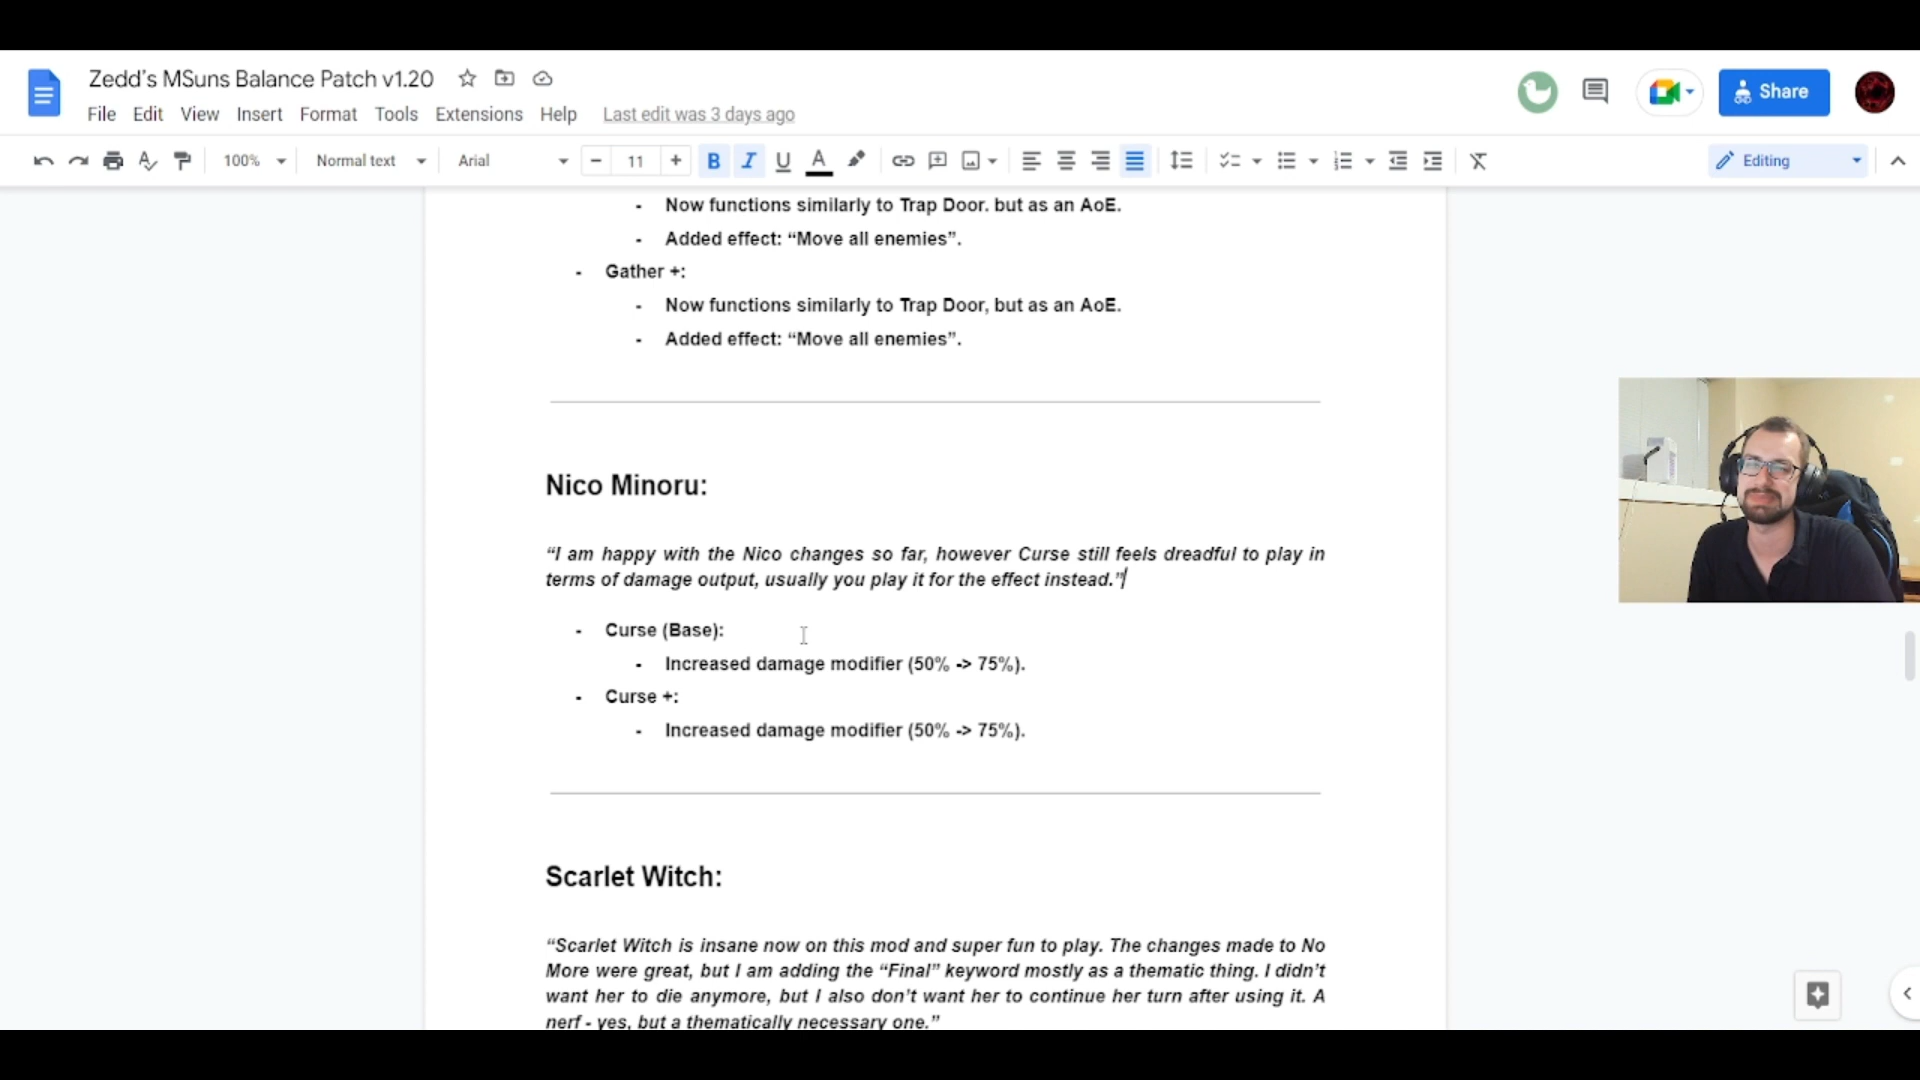 Zedd's MSuns Balance Patch v1.20
File Edit View Insert Format Tools Extensions Help Last edit was 3 days ago
Share
100% Normal text Arial 11 B I U A Editing
- Now functions similarly to Trap Door. but as an AoE.
- Added effect: “Move all enemies”.
- Gather +:
- Now functions similarly to Trap Door, but as an AoE.
- Added effect: “Move all enemies”.
Nico Minoru:
“I am happy with the Nico changes so far, however Curse still feels dreadful to play in
terms of damage output, usually you play it for the effect instead.”
- Curse (Base):
- Increased damage modifier (50% -> 75%).
- Curse +:
- Increased damage modifier (50% -> 75%).
Scarlet Witch:
“Scarlet Witch is insane now on this mod and super fun to play. The changes made to No
More were great, but I am adding the “Final” keyword mostly as a thematic thing. I didn't
want her to die anymore, but I also don't want her to continue her turn after using it. A
nerf - yes, but a thematically necessary one.”